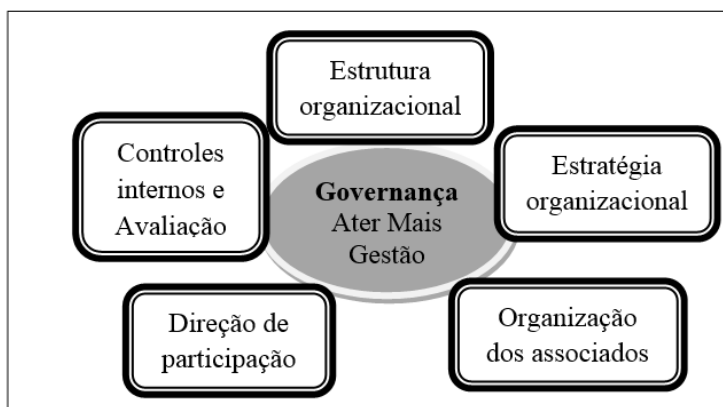 Estrutura
organizacional
Controles
internos e
Avaliação
Governança
Ater Mais
Gestão
Estratégia
organizacional
Direção de
participação
Organização
dos associados